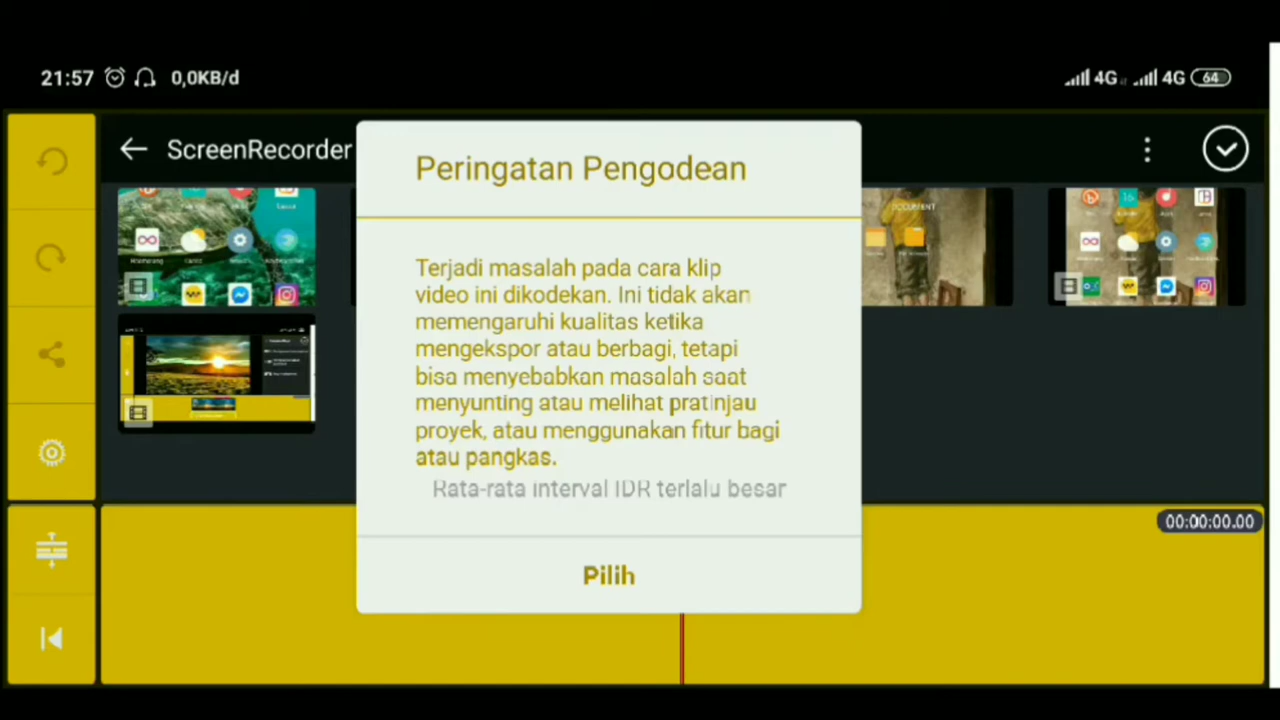 21:57 0,0KB/d 4G 4G 64
ScreenRecorder
Peringatan Pengodean
Terjadi masalah pada cara klip
video ini dikodekan. Ini tidak akan
memengaruhi kualitas ketika
mengekspor atau berbagi, tetapi
bisa menyebabkan masalah saat
menyunting atau melihat pratinjau
proyek, atau menggunakan fitur bagi
atau pangkas.
Rata-rata interval IDR terlalu besar
Pilih
DOCUMENT
00:00:00.00